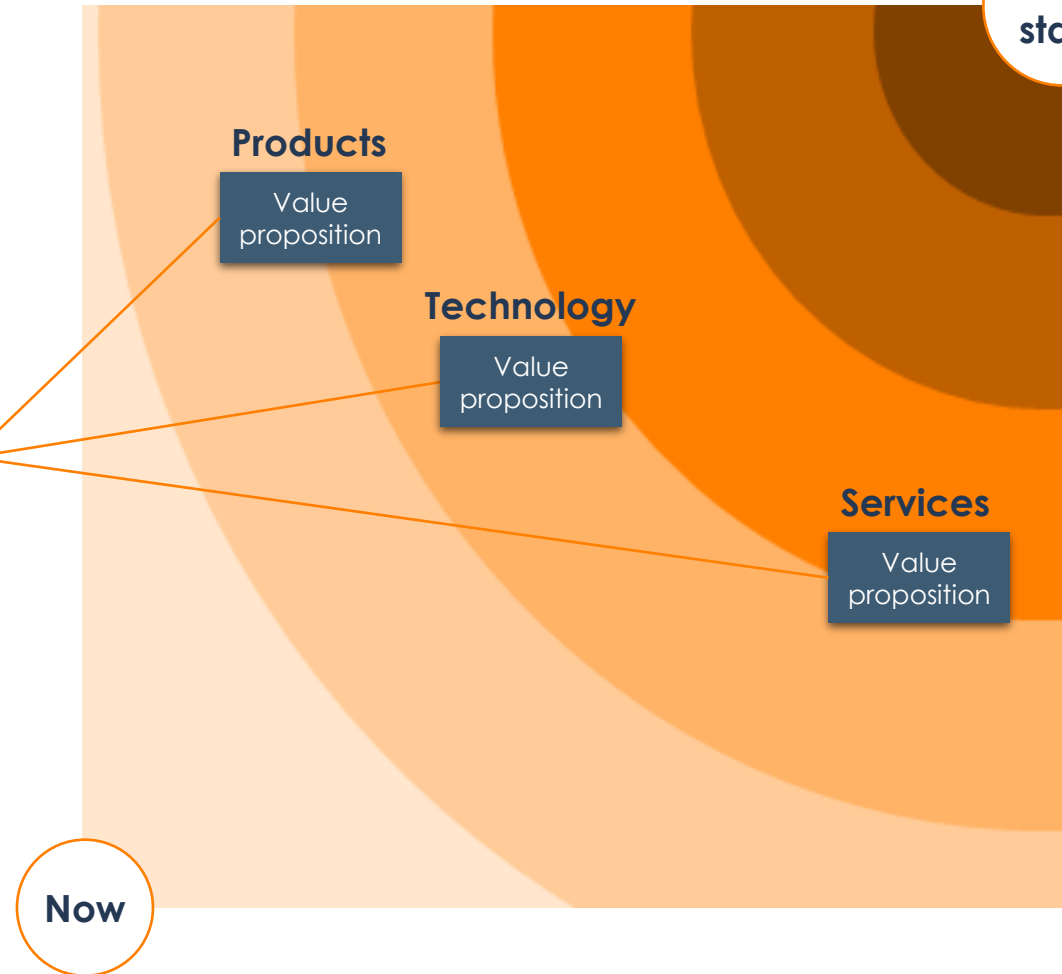 Products
Value
proposition
Technology
Value
proposition
Services
Value
proposition
Now